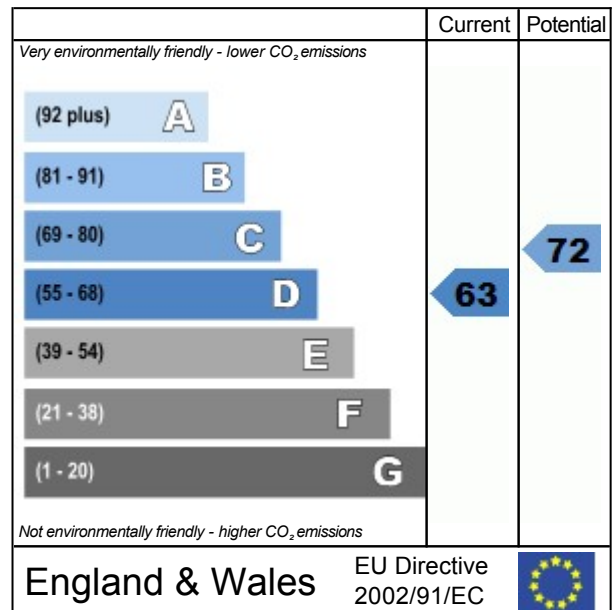 Current Potential
Very environmentally friendly - lower CO₂ emissions
(92 plus) A
(81 - 91) B
(69 - 80) C
72
(55 - 68) D
63
(39 - 54) E
(21 - 38) F
(1 - 20) G
Not environmentally friendly - higher CO₂ emissions
England & Wales
EU Directive
2002/91/EC